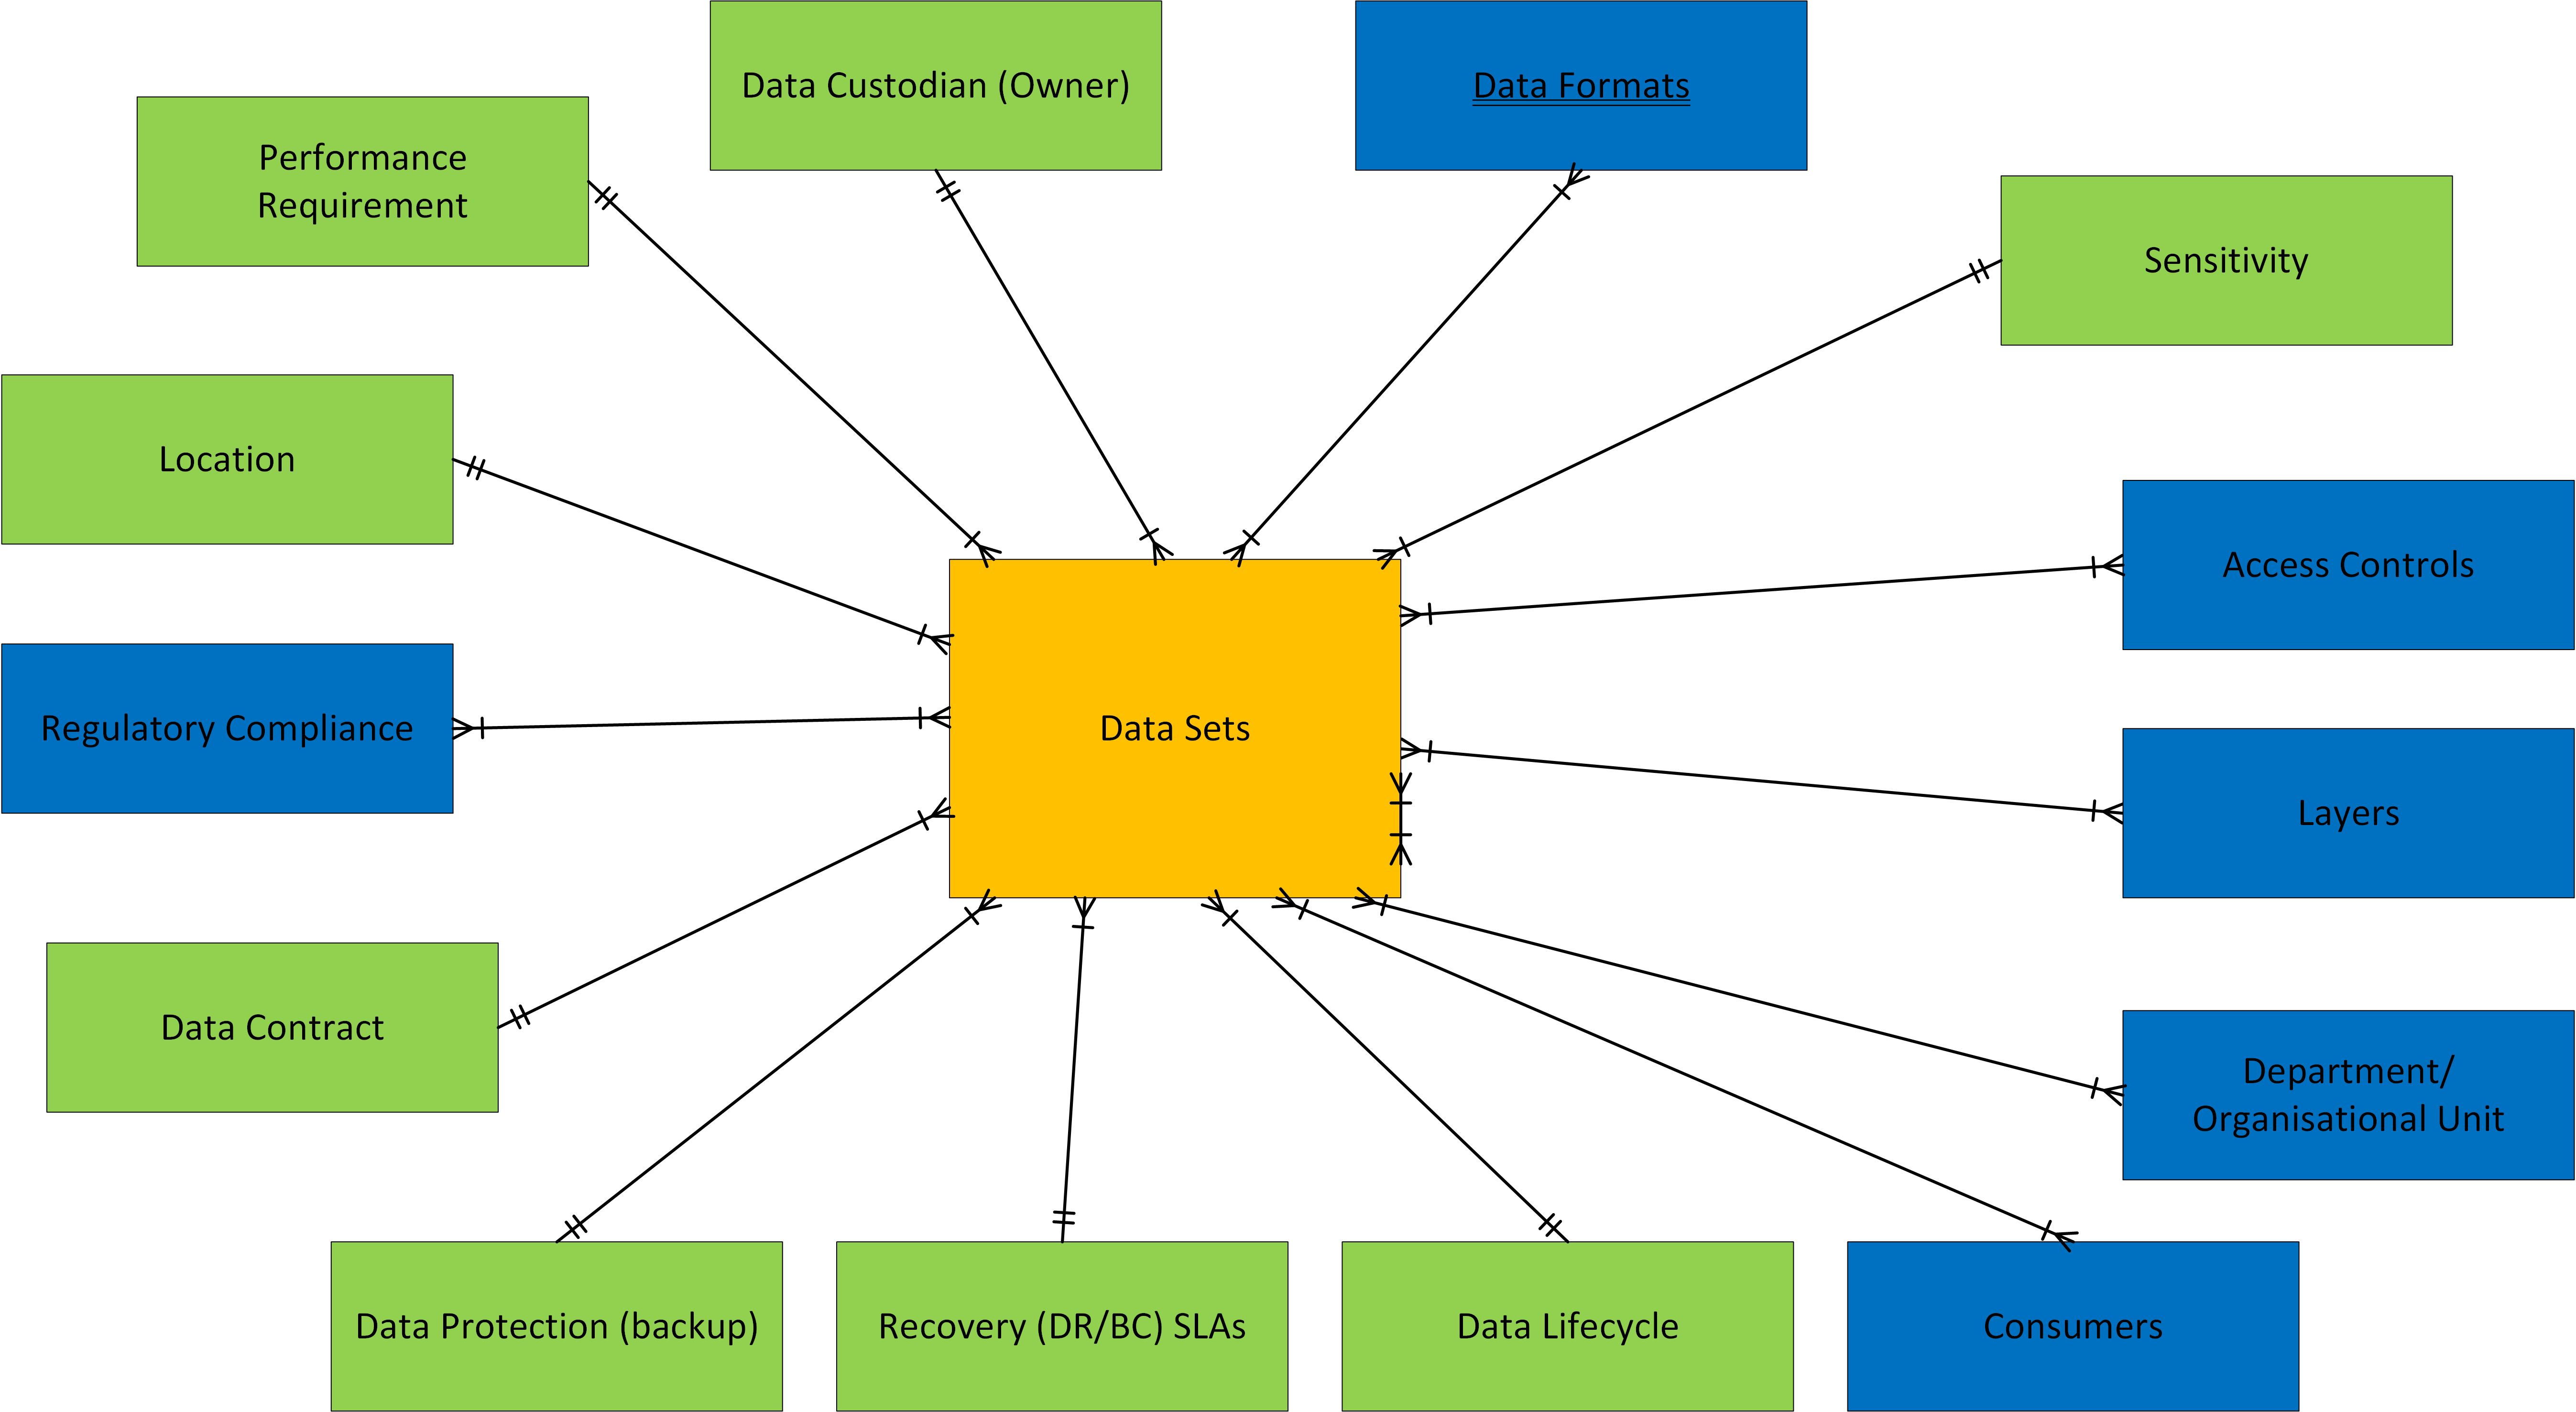 Data Custodian (Owner)
Data Formats
Performance
Requirement
Sensitivity
Location
Access Controls
Regulatory Compliance
Data Sets
Layers
Data Contract
Department/
Organisational Unit
Data Protection (backup)
Recovery (DR/BC) SLAs
Data Lifecycle
Consumers